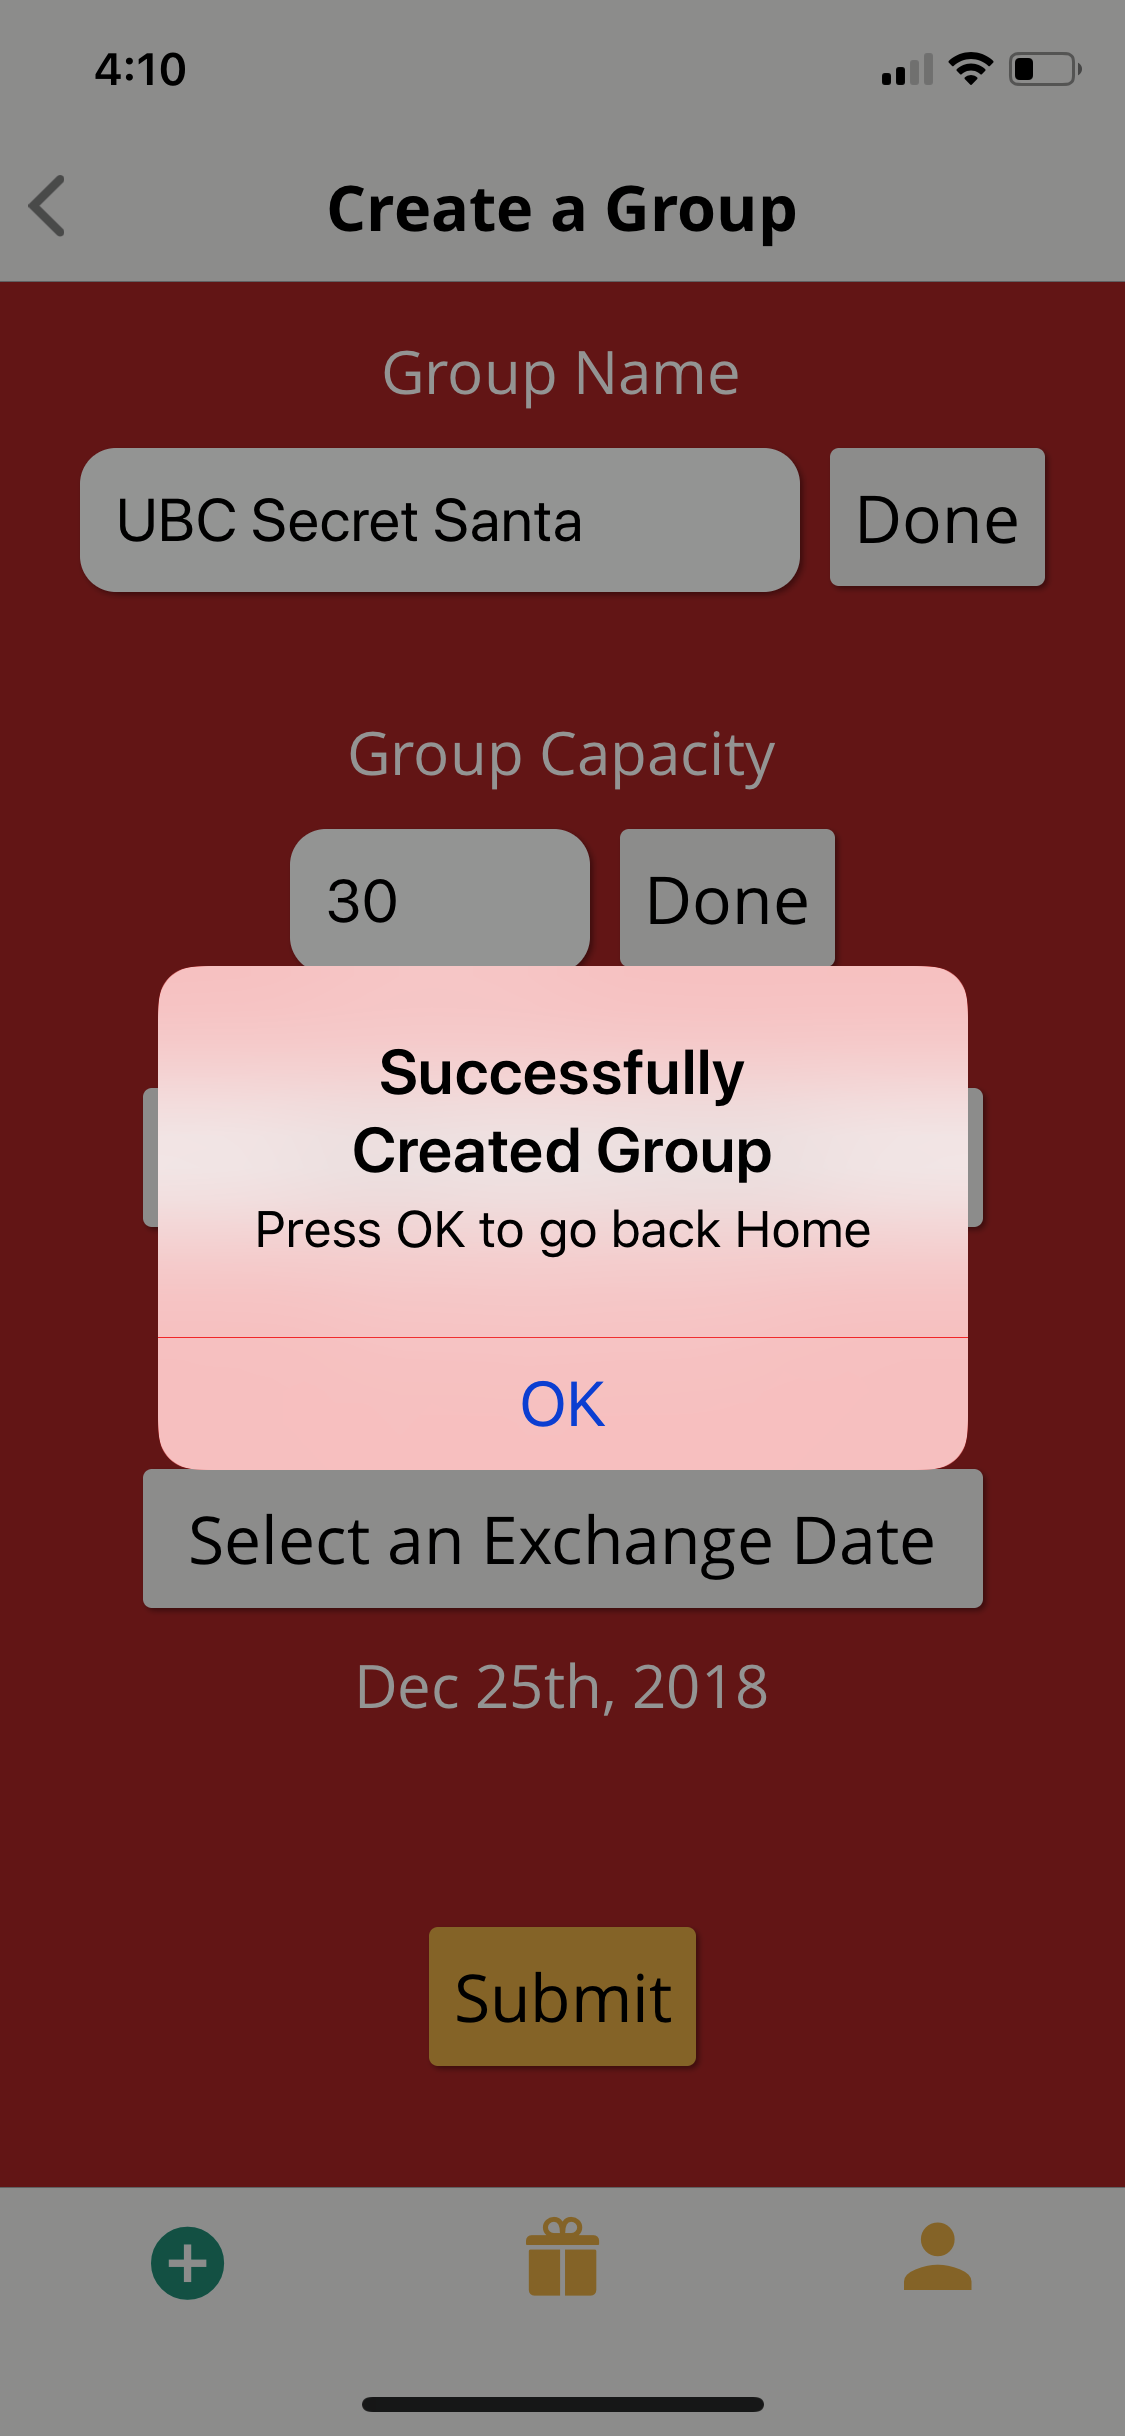 4:10
Create a Group
Group Name
UBC Secret Santa
Done
Group Capacity
30
Done
Successfully
Created Group
Press OK to go back Home
OK
Select an Exchange Date
Dec 25th, 2018
Submit